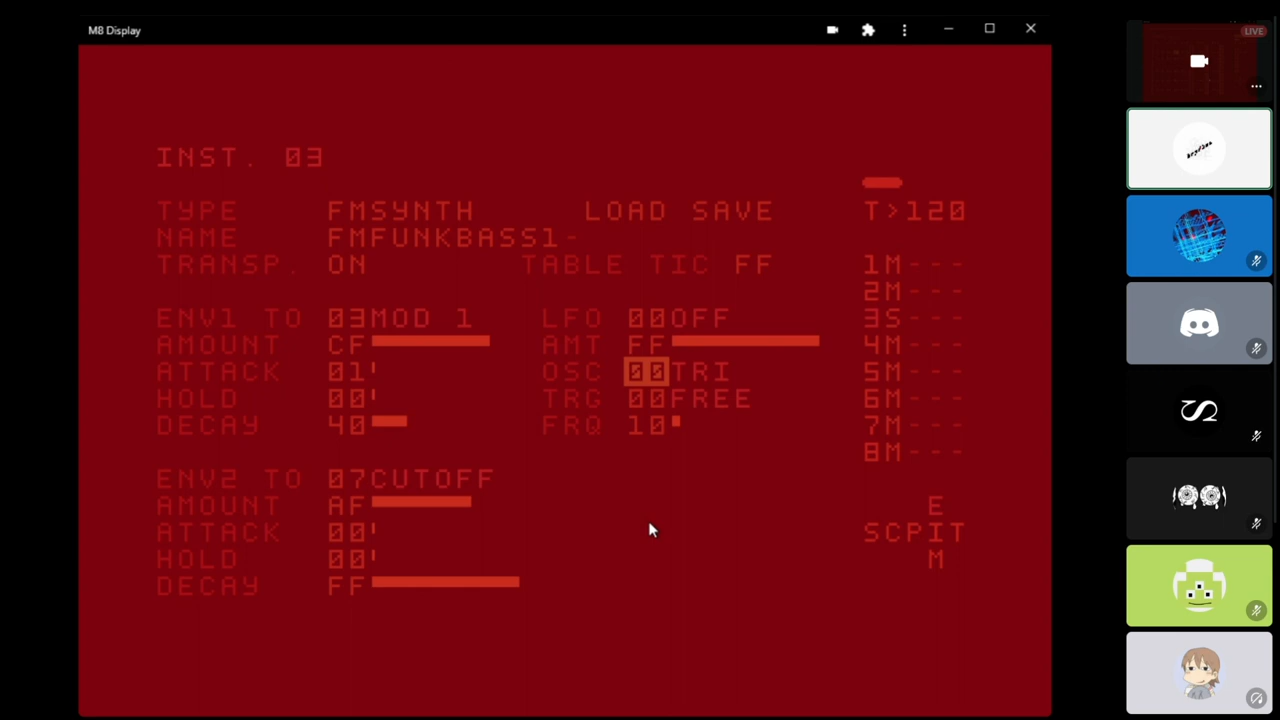 M8 Display
LIVE
INST. 03
TYPE FMSYNTH LOAD SAVE T>120
NAME FMFUNKBASS1-
TRANSP. ON TABLE TIC FF 1M---
2M---
ENV1 TO 03MOD 1 LFO 00OFF 3S---
AMOUNT CF AMT FF 4M---
ATTACK 01 OSC 00TRI 5M---
HOLD 00 TRG 00FREE 6M---
DECAY 40 FRQ 10 7M---
8M---
ENV2 TO 07CUTOFF
AMOUNT AF E
ATTACK 00 SCPIT
HOLD 00 M
DECAY FF